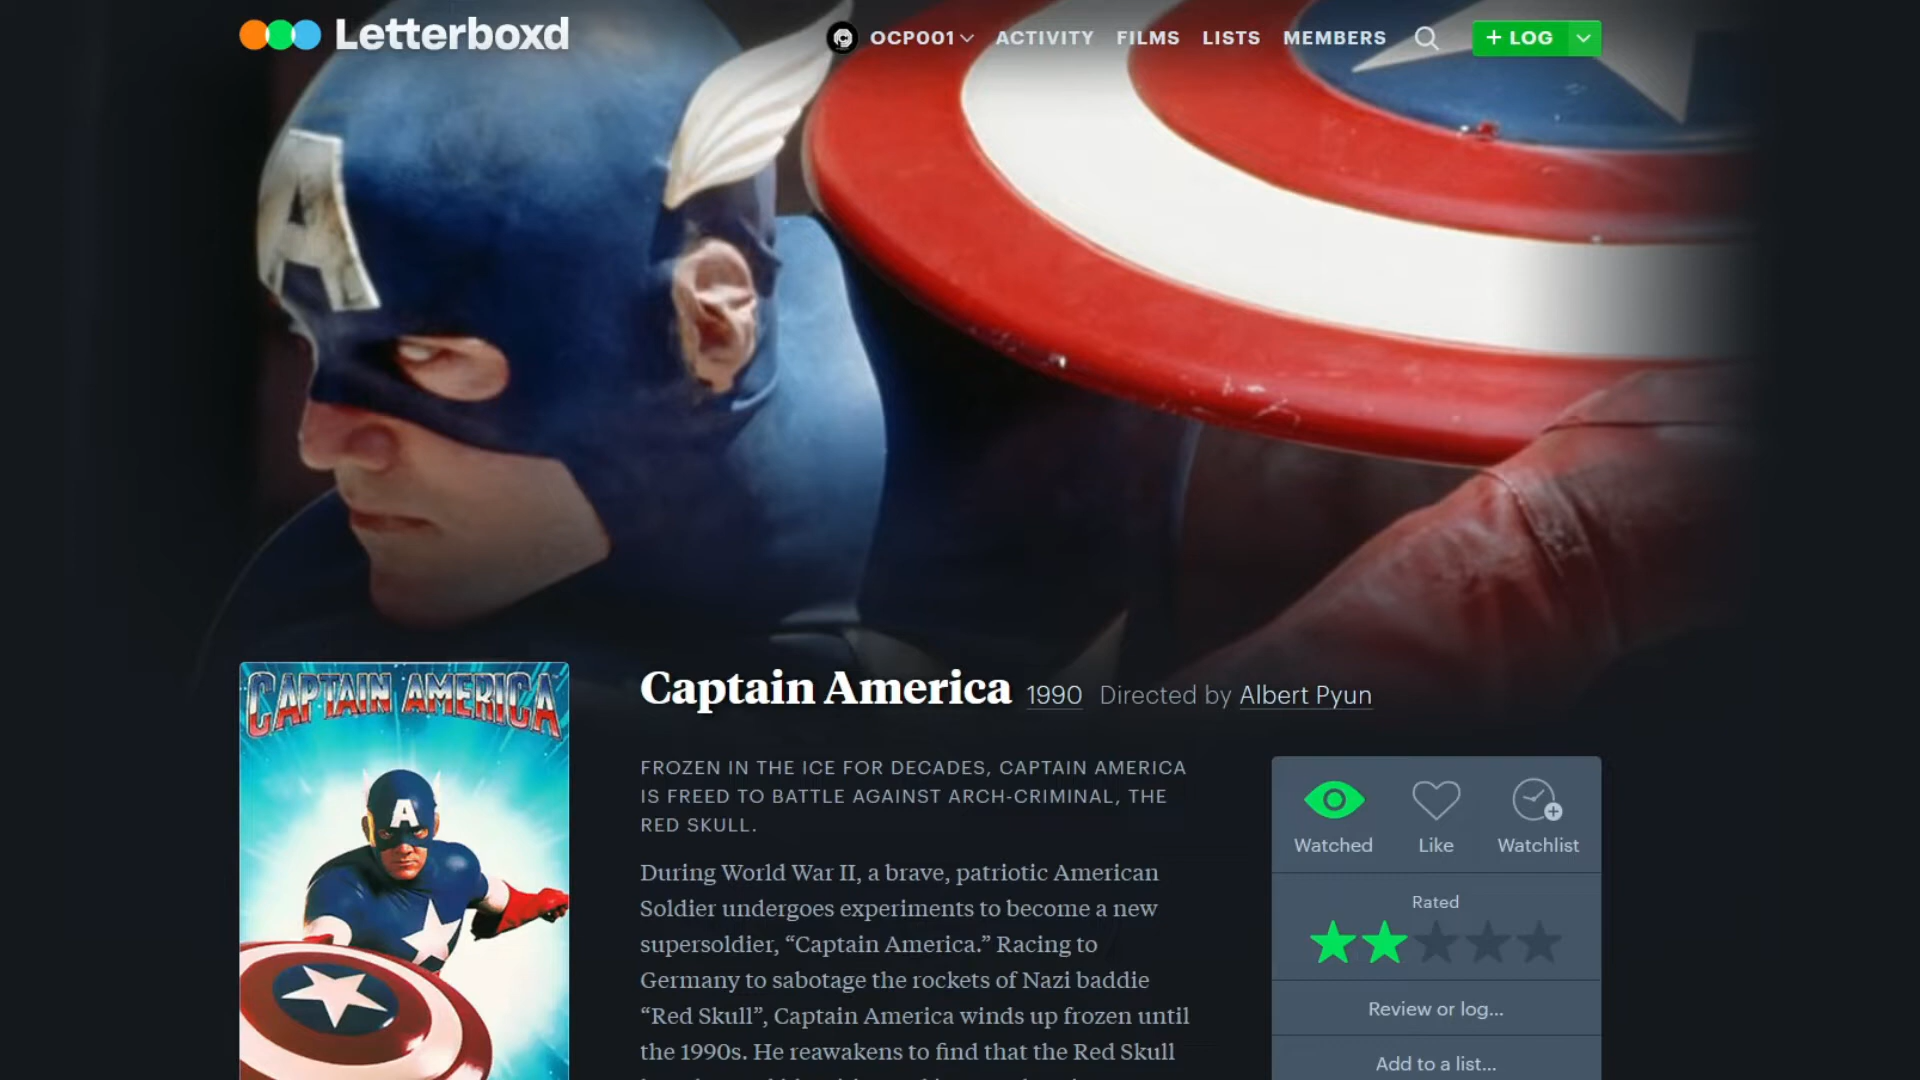 Letterboxd
OCP001 ACTIVITY FILMS LISTS MEMBERS + LOG
A
CAPTAIN AMERICA
A
Captain America 1990 Directed by Albert Pyun
FROZEN IN THE ICE FOR DECADES, CAPTAIN AMERICA
IS FREED TO BATTLE AGAINST ARCH-CRIMINAL, THE
RED SKULL.
During World War II, a brave, patriotic American
Soldier undergoes experiments to become a new
supersoldier, “Captain America.” Racing to
Germany to sabotage the rockets of Nazi baddie
“Red Skull”, Captain America winds up frozen until
the 1990s. He reawakens to find that the Red Skull
Watched Like Watchlist
Rated
Review or log...
Add to a list...